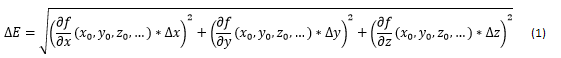 ΔE = √((∂f/∂x (x₀, y₀, z₀, …) * Δx)² + (∂f/∂y (x₀, y₀, z₀, …) * Δy)² + (∂f/∂z (x₀, y₀, z₀, …) * Δz)²) (1)